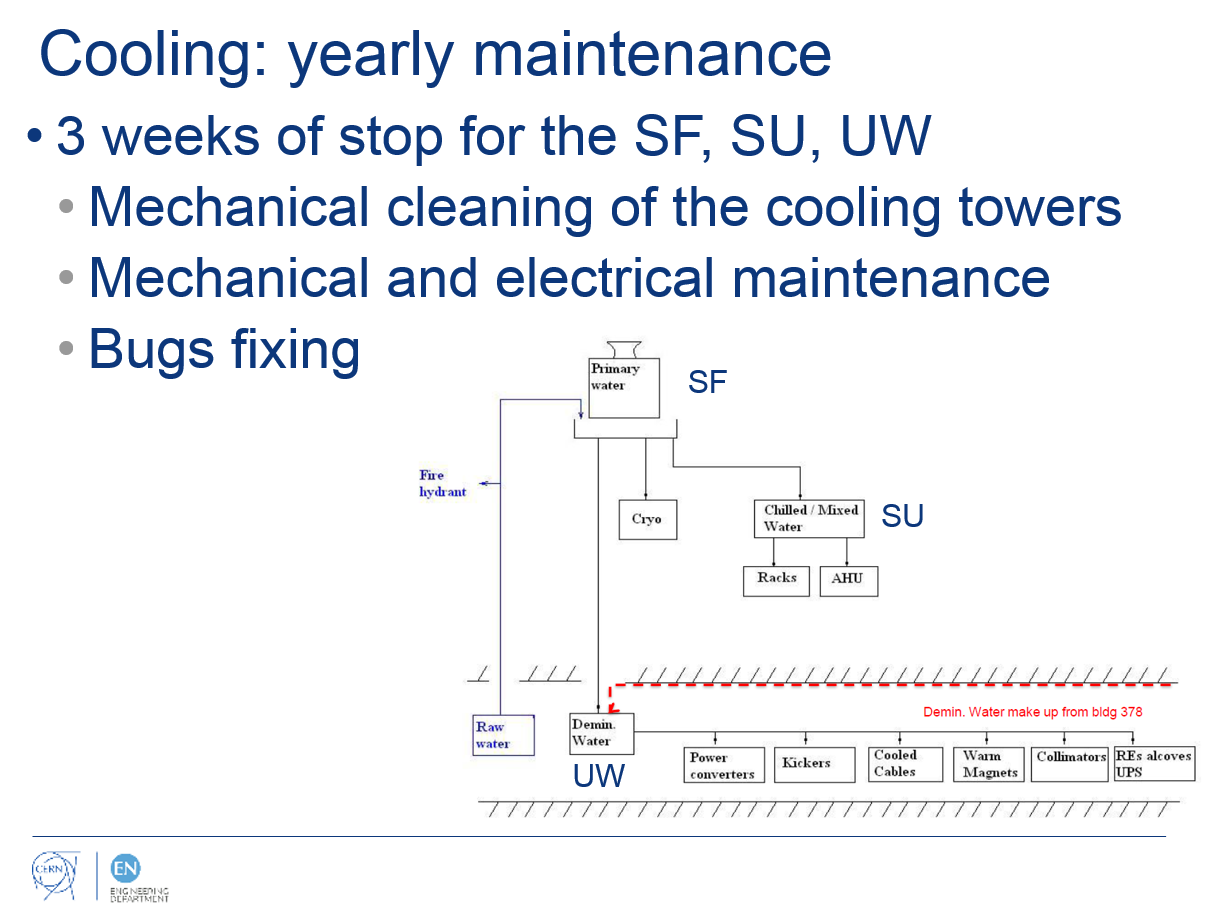 Cooling: yearly maintenance
• 3 weeks of stop for the SF, SU, UW
• Mechanical cleaning of the cooling towers
• Mechanical and electrical maintenance
• Bugs fixing
Primary
water
SF
Fire
hydrant
Cryo
Chilled / Mixed
Water
SU
Racks
AHU
Demin. Water make up from bldg 378
Raw
water
Demin.
Water
UW
Power
converters
Kickers
Cooled
Cables
Warm
Magnets
Collimators
REs alcoves
UPS
CERN
EN
ENGINEERING
DEPARTMENT